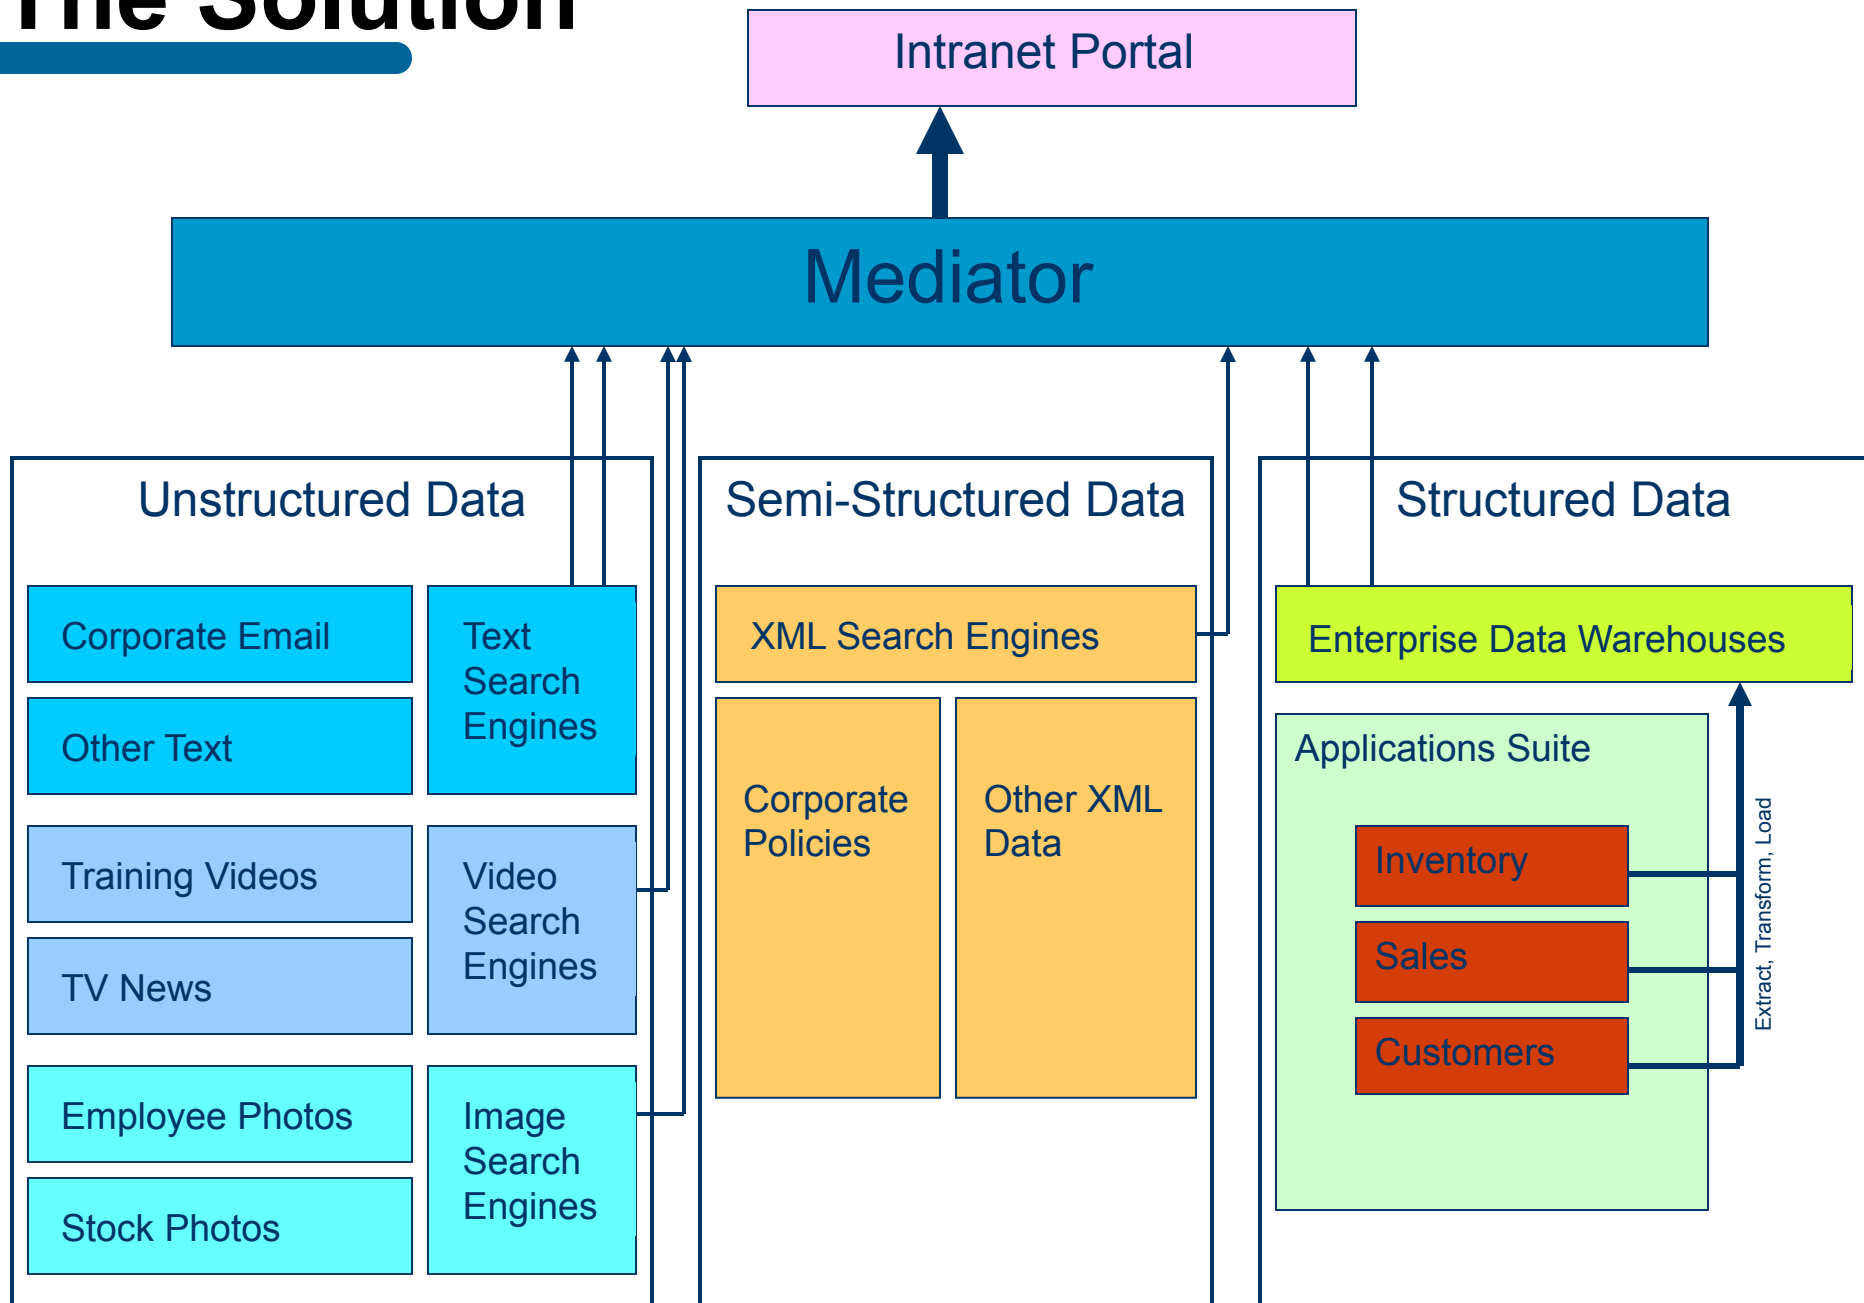 The Solution
Intranet Portal
Mediator
Unstructured Data
Corporate Email
Other Text
Text
Search
Engines
Training Videos
TV News
Video
Search
Engines
Employee Photos
Stock Photos
Image
Search
Engines
Semi-Structured Data
XML Search Engines
Corporate
Policies
Other XML
Data
Structured Data
Enterprise Data Warehouses
Applications Suite
Inventory
Sales
Customers
Extract, Transform, Load